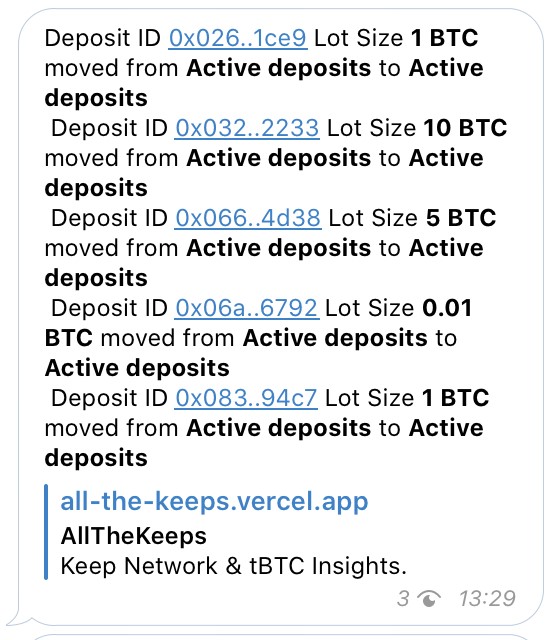 Deposit ID 0x026..1ce9 Lot Size 1 BTC
moved from Active deposits to Active
deposits
Deposit ID 0x032..2233 Lot Size 10 BTC
moved from Active deposits to Active
deposits
Deposit ID 0x066..4d38 Lot Size 5 BTC
moved from Active deposits to Active
deposits
Deposit ID 0x06a..6792 Lot Size 0.01
BTC moved from Active deposits to
Active deposits
Deposit ID 0x083..94c7 Lot Size 1 BTC
moved from Active deposits to Active
deposits
all-the-keeps.vercel.app
AllTheKeeps
Keep Network & tBTC Insights.
3 13:29